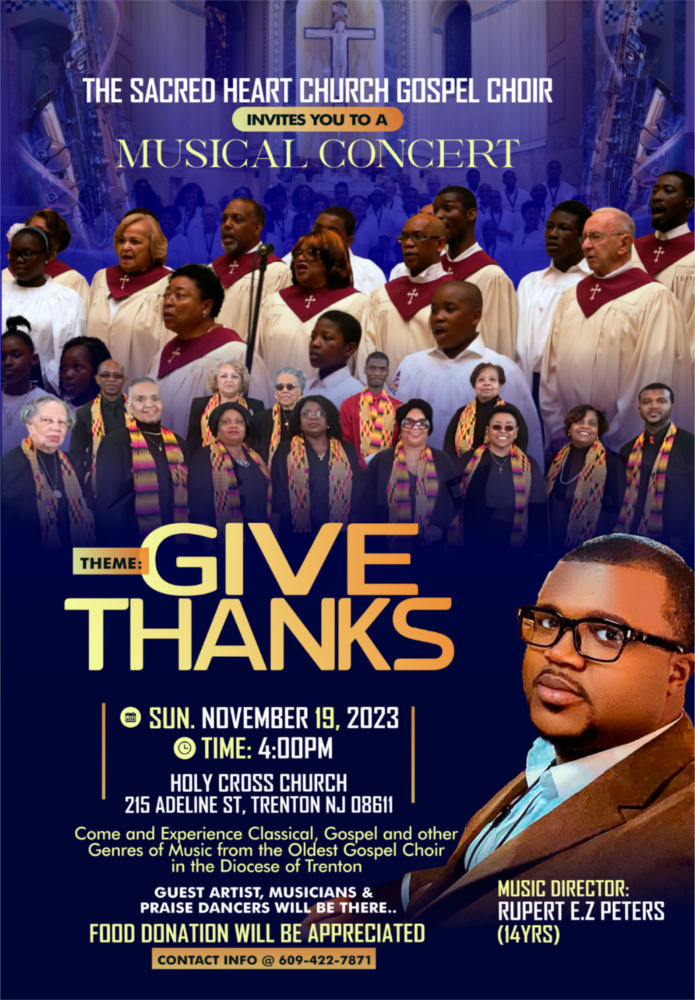 THE SACRED HEART CHURCH GOSPEL CHOIR
INVITES YOU TO A
MUSICAL CONCERT
THEME: GIVE
THANKS
SUN. NOVEMBER 19, 2023
TIME: 4:00PM
HOLY CROSS CHURCH
215 ADELINE ST, TRENTON NJ 08611
Come and Experience Classical, Gospel and other
Genres of Music from the Oldest Gospel Choir
in the Diocese of Trenton
GUEST ARTIST, MUSICIANS &
PRAISE DANCERS WILL BE THERE..
FOOD DONATION WILL BE APPRECIATED
CONTACT INFO @ 609-422-7871
MUSIC DIRECTOR:
RUPERT E.Z PETERS
(14YRS)